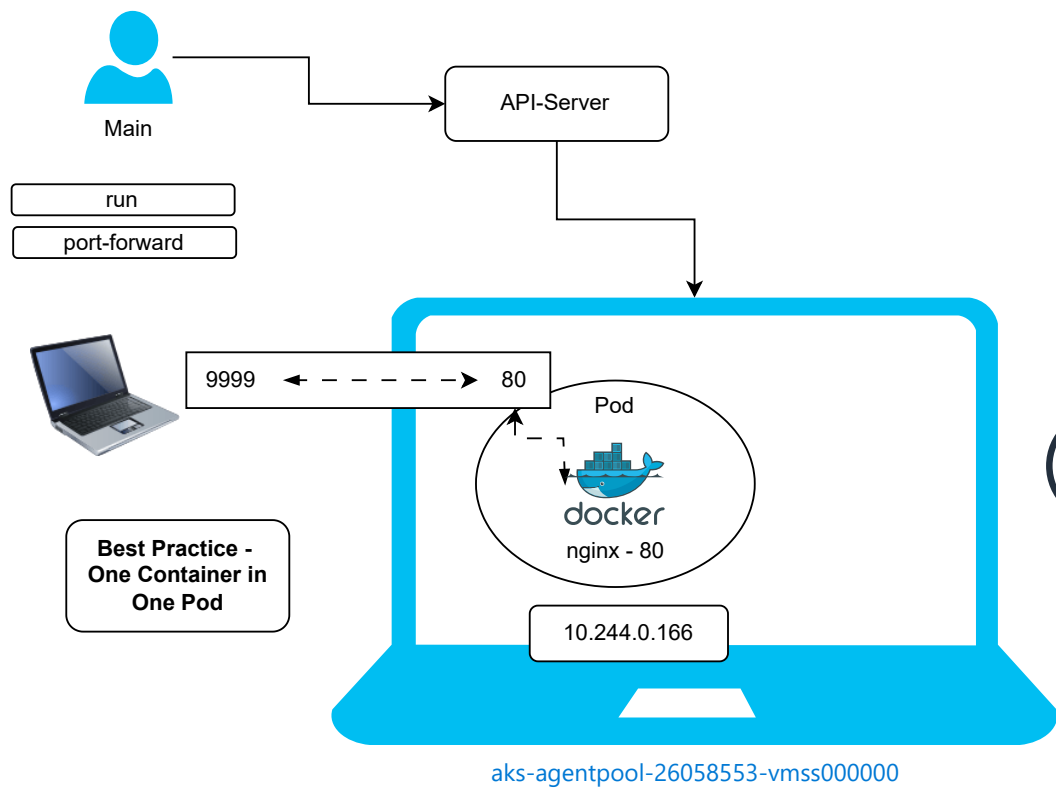 Main
API-Server
run
port-forward
9999
80
Pod
docker
nginx - 80
Best Practice -
One Container in
One Pod
10.244.0.166
aks-agentpool-26058553-vmss000000